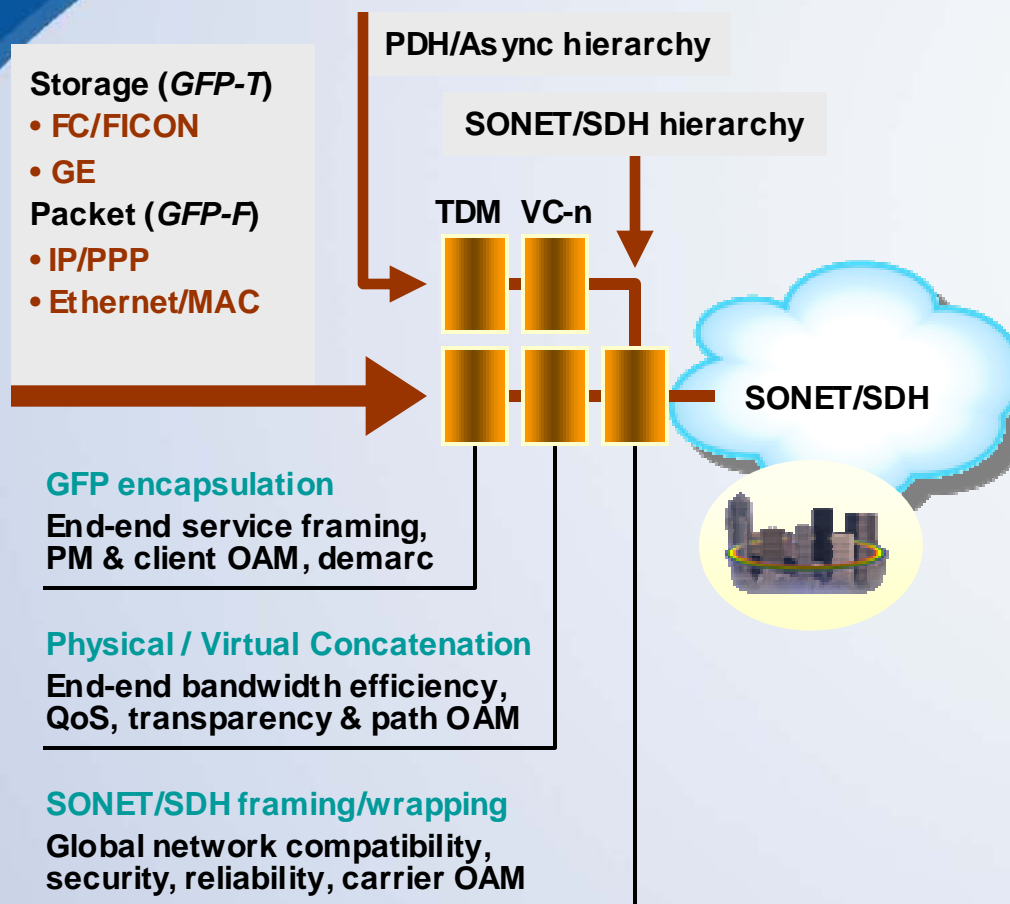 PDH/Async hierarchy
Storage (GFP-T)
• FC/FICON
• GE
Packet (GFP-F)
• IP/PPP
• Ethernet/MAC
SONET/SDH hierarchy
TDM VC-n
SONET/SDH
GFP encapsulation
End-end service framing,
PM & client OAM, demarc
Physical / Virtual Concatenation
End-end bandwidth efficiency,
QoS, transparency & path OAM
SONET/SDH framing/wrapping
Global network compatibility,
security, reliability, carrier OAM